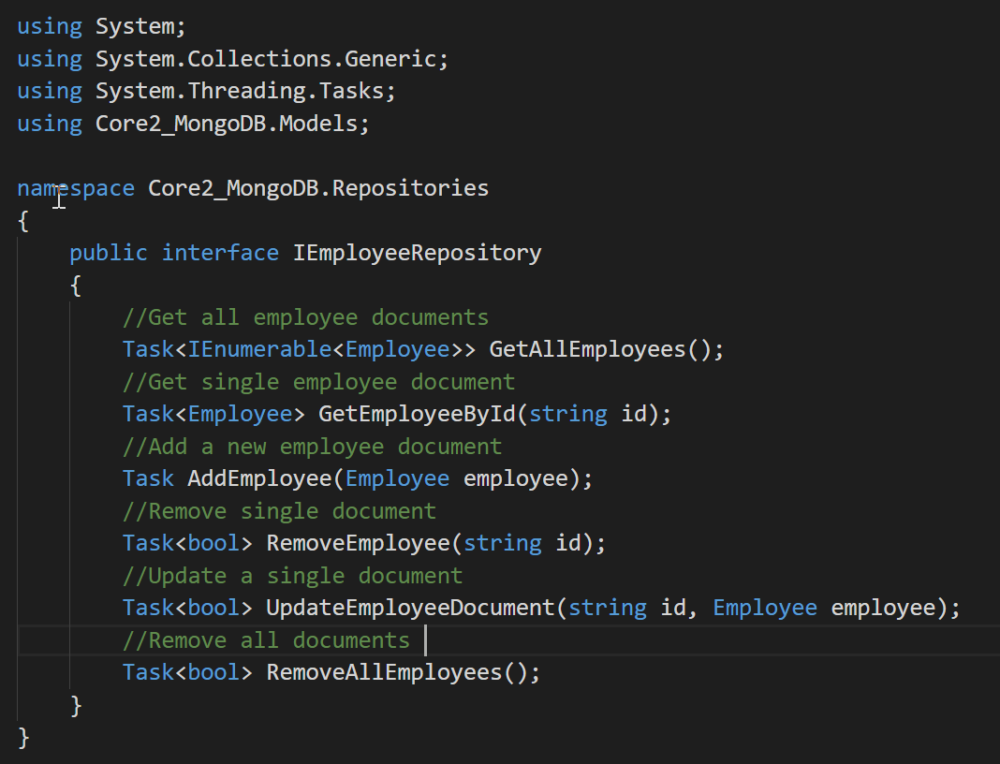 using System;
using System.Collections.Generic;
using System.Threading.Tasks;
using Core2_MongoDB.Models;
namespace Core2_MongoDB.Repositories
{
public interface IEmployeeRepository
{
//Get all employee documents
Task<IEnumerable<Employee>> GetAllEmployees();
//Get single employee document
Task<Employee> GetEmployeeById(string id);
//Add a new employee document
Task AddEmployee(Employee employee);
//Remove single document
Task<bool> RemoveEmployee(string id);
//Update a single document
Task<bool> UpdateEmployeeDocument(string id, Employee employee);
//Remove all documents
Task<bool> RemoveAllEmployees();
}
}